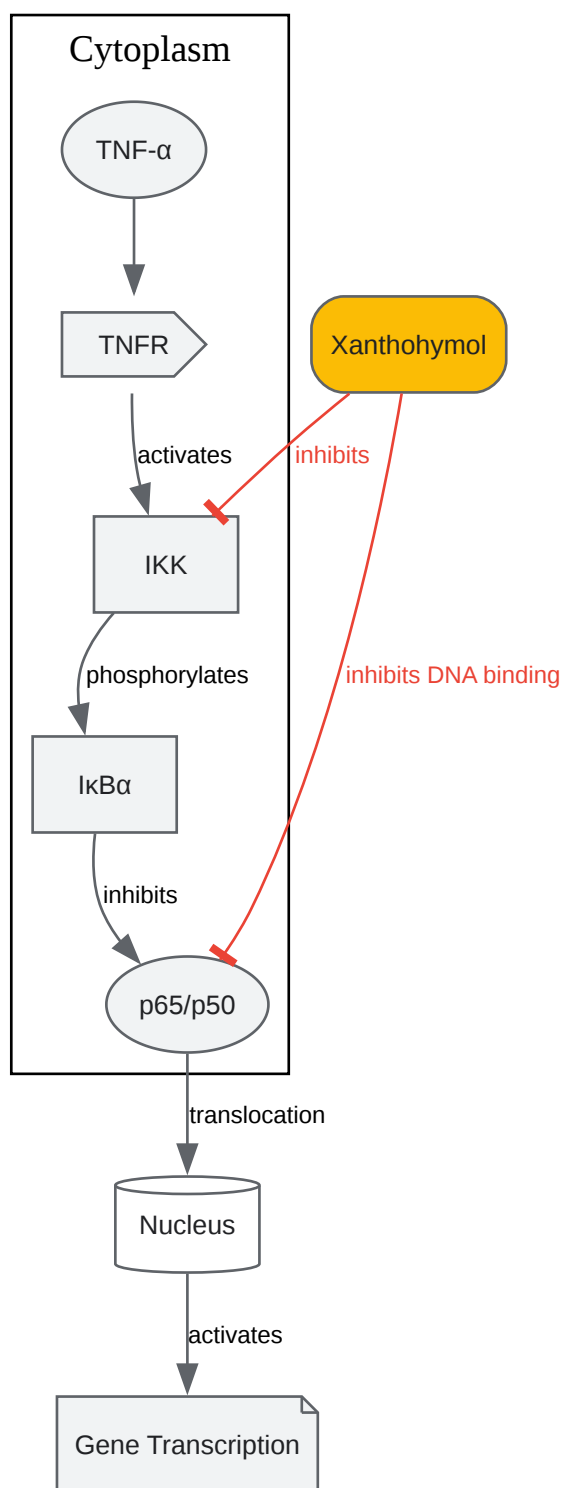 Cytoplasm
TNF-α
TNFR
Xanthohymol
activates
inhibits
IKK
phosphorylates
inhibits DNA binding
IκBα
inhibits
p65/p50
translocation
Nucleus
activates
Gene Transcription